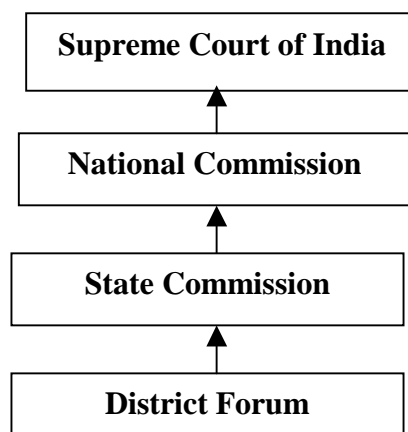 Supreme Court of India
National Commission
State Commission
District Forum